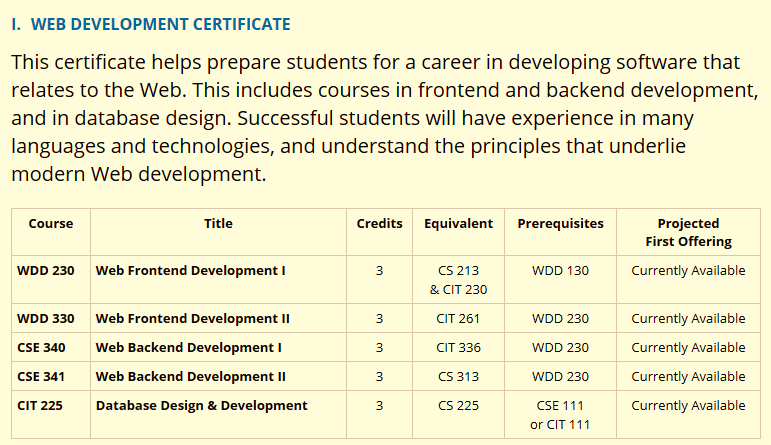 I. WEB DEVELOPMENT CERTIFICATE
This certificate helps prepare students for a career in developing software that
relates to the Web. This includes courses in frontend and backend development,
and in database design. Successful students will have experience in many
languages and technologies, and understand the principles that underlie
modern Web development.
Course Title Credits Equivalent Prerequisites Projected
First Offering
WDD 230 Web Frontend Development I 3 CS 213 WDD 130 Currently Available
& CIT 230
WDD 330 Web Frontend Development II 3 CIT 261 WDD 230 Currently Available
CSE 340 Web Backend Development I 3 CIT 336 WDD 230 Currently Available
CSE 341 Web Backend Development II 3 CS 313 WDD 230 Currently Available
CIT 225 Database Design & Development 3 CS 225 CSE 111 Currently Available
or CIT 111